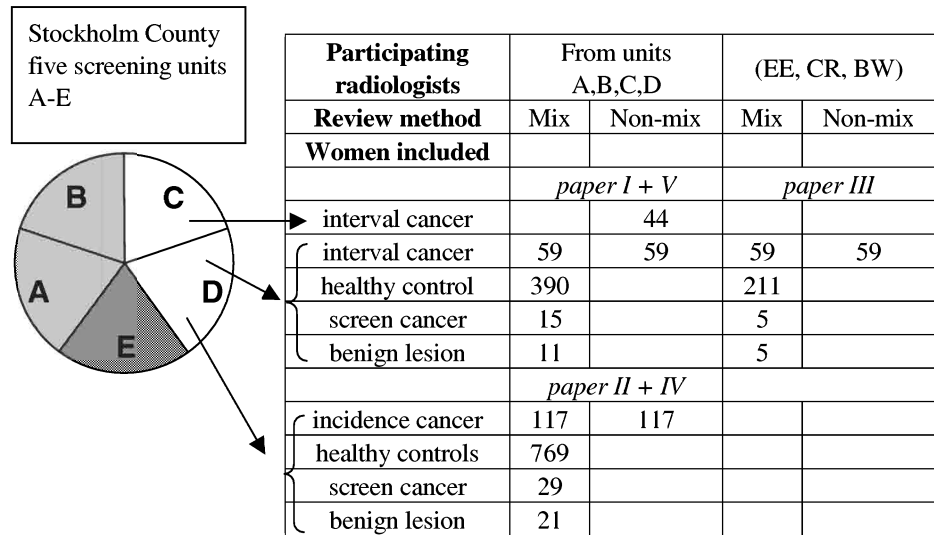 Stockholm County
five screening units
A-E
B
C
A
D
E
Participating radiologists From units A,B,C,D (EE, CR, BW)
Review method Mix Non-mix Mix Non-mix
Women included
paper I + V paper III
interval cancer 44
interval cancer 59 59 59 59
healthy control 390 211
screen cancer 15 5
benign lesion 11 5
paper II + IV
incidence cancer 117 117
healthy controls 769
screen cancer 29
benign lesion 21